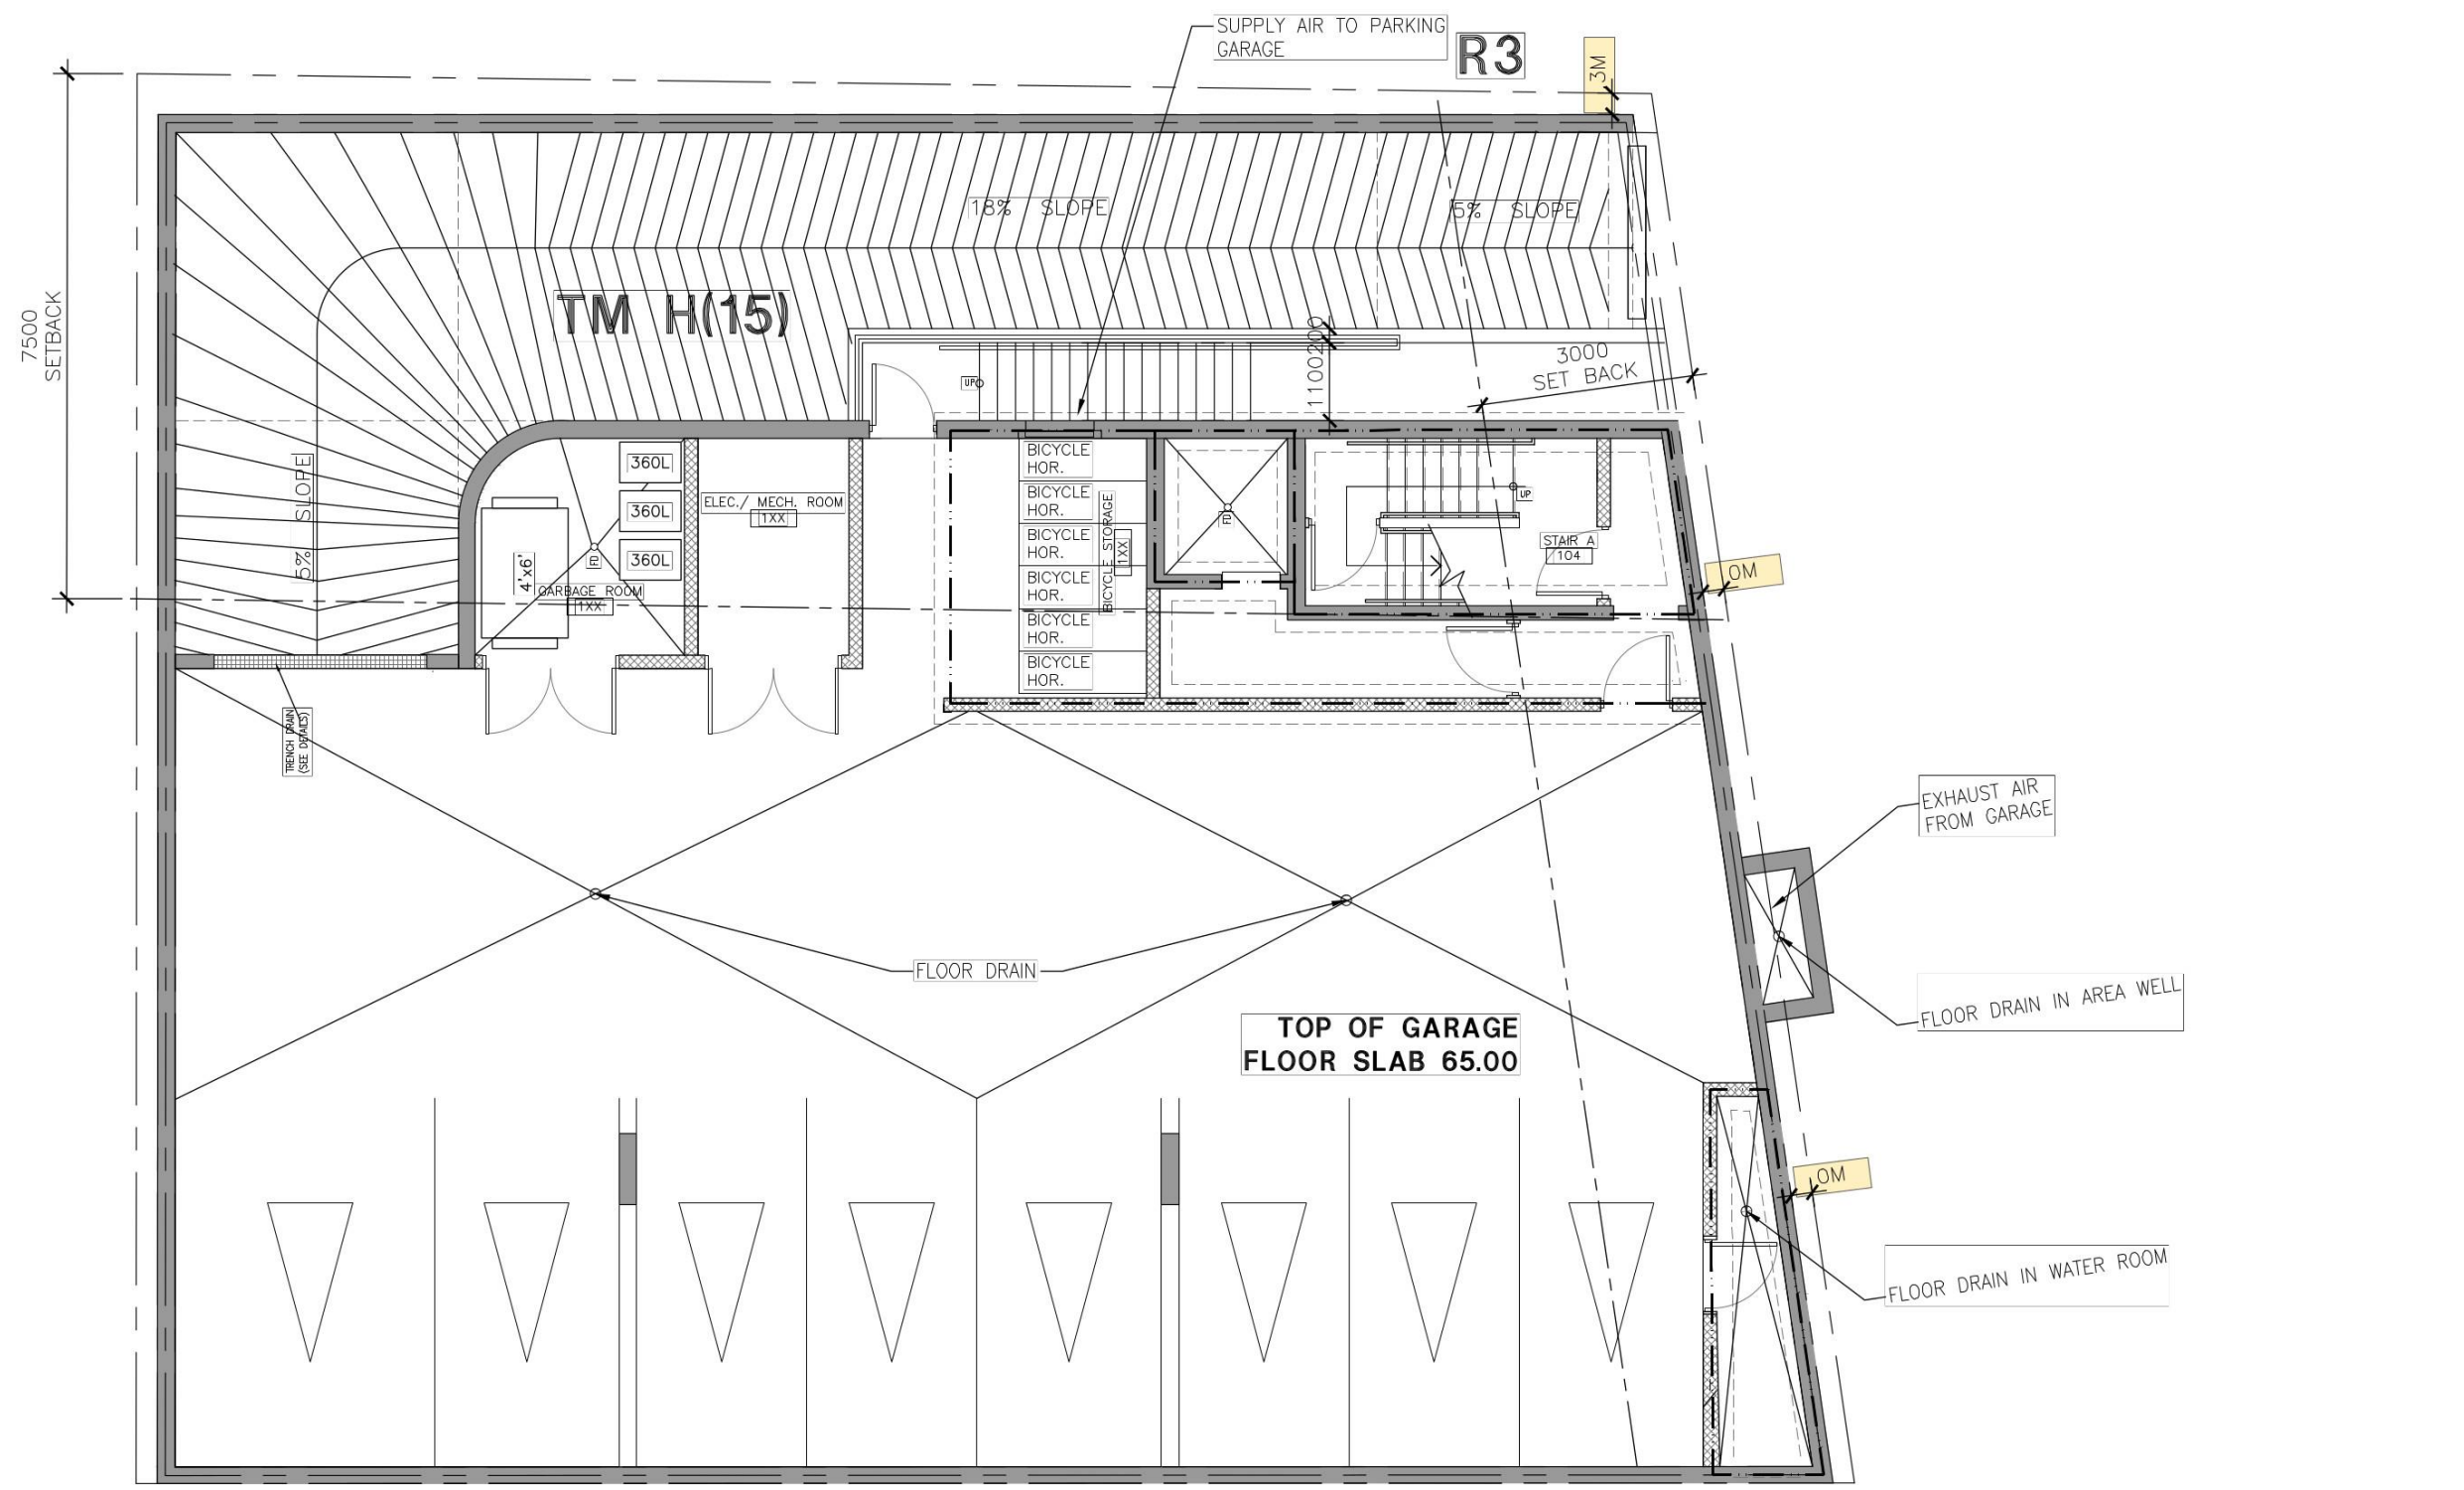 SUPPLY AIR TO PARKING
GARAGE
R3
3M
18% SLOPE
5% SLOPE
TM H(15)
7500
SETBACK
1100
200
3000
SET BACK
UP
BICYCLE
HOR.
BICYCLE
HOR.
BICYCLE
HOR.
BICYCLE
HOR.
BICYCLE
HOR.
BICYCLE
HOR.
BICYCLE STORAGE
1XX
360L
360L
360L
ELEC./ MECH. ROOM
1XX
5% SLOPE
4'x6'
FD
GARBAGE ROOM
1XX
FD
UP
STAIR A
104
0M
TRENCH DRAIN
(SEE DETAILS)
EXHAUST AIR
FROM GARAGE
FLOOR DRAIN
FLOOR DRAIN IN AREA WELL
TOP OF GARAGE
FLOOR SLAB 65.00
0M
FLOOR DRAIN IN WATER ROOM